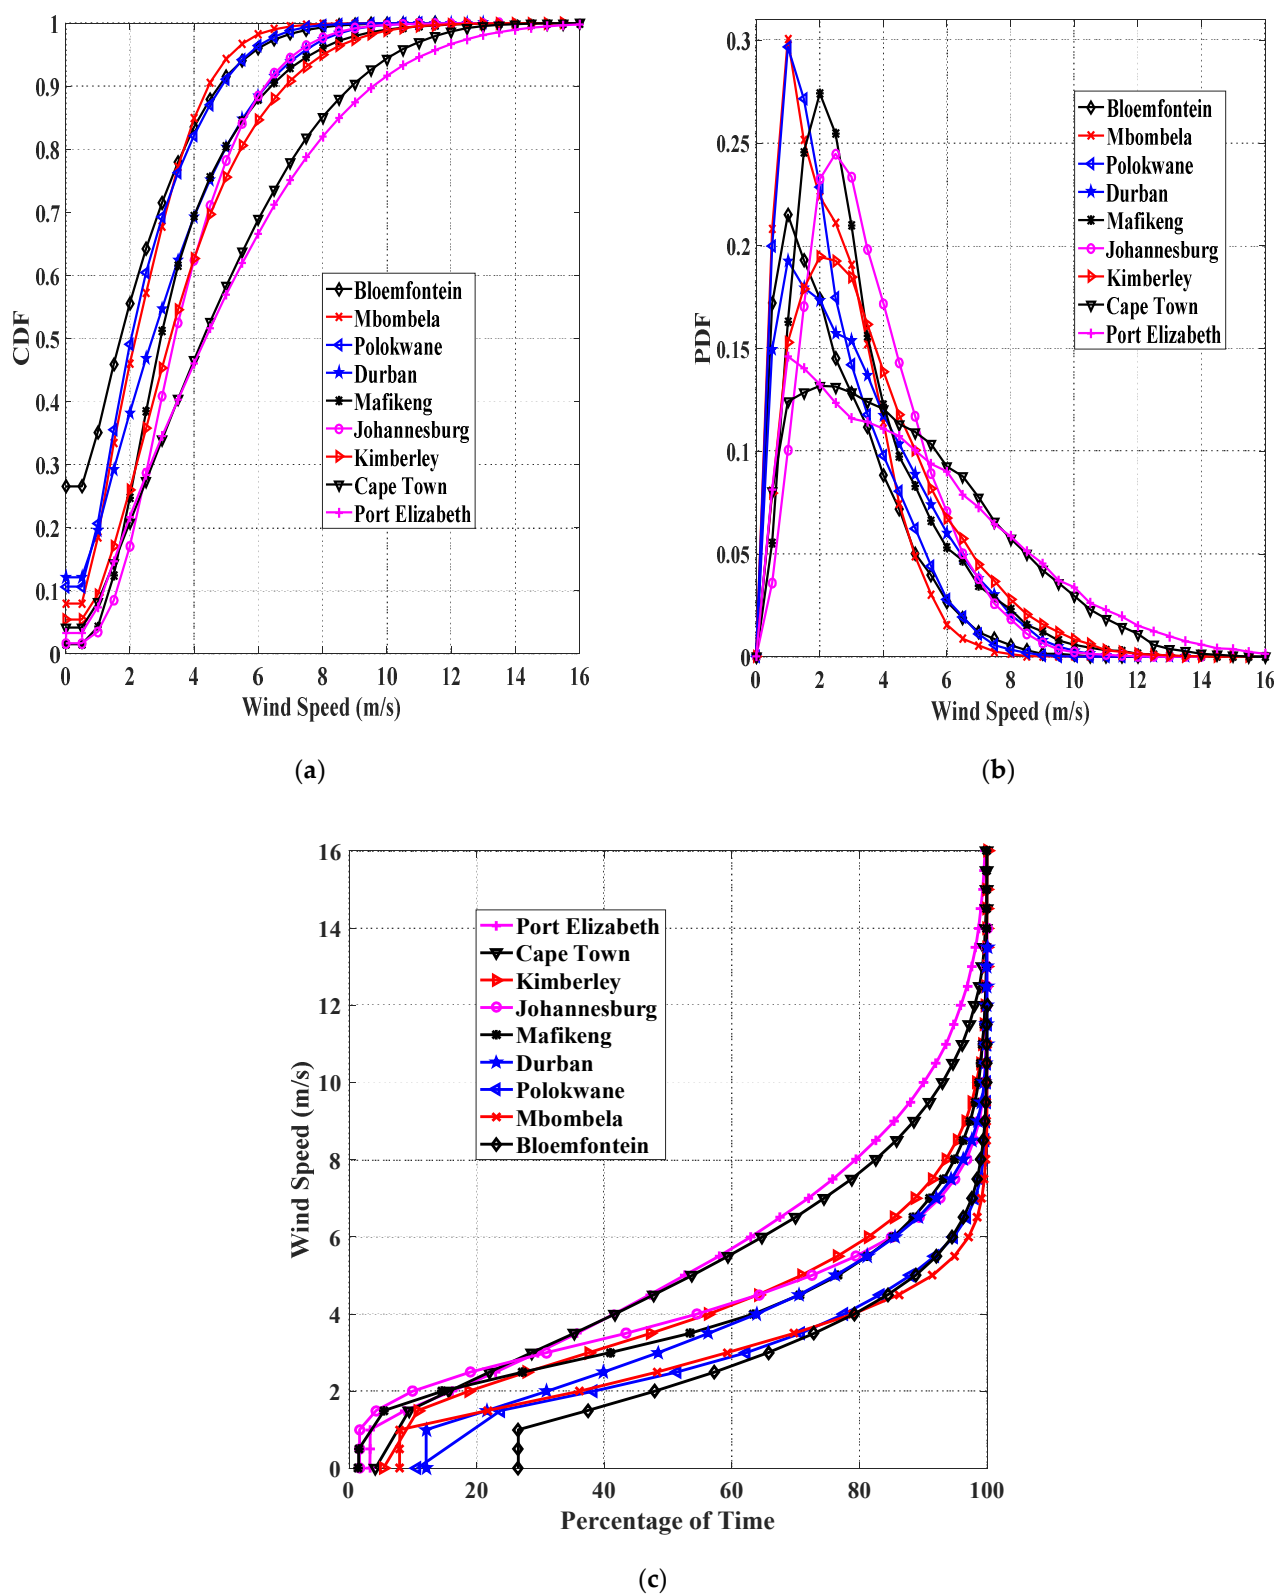 1
0.9
0.8
0.7
0.6
0.5
0.4
0.3
0.2
0.1
0
CDF
0 2 4 6 8 10 12 14 16
Wind Speed (m/s)
Bloemfontein
Mbombela
Polokwane
Durban
Mafikeng
Johannesburg
Kimberley
Cape Town
Port Elizabeth
(a)
0.3
0.25
0.2
0.15
0.1
0.05
0
PDF
0 2 4 6 8 10 12 14 16
Wind Speed (m/s)
Bloemfontein
Mbombela
Polokwane
Durban
Mafikeng
Johannesburg
Kimberley
Cape Town
Port Elizabeth
(b)
16
14
12
10
8
6
4
2
0
Wind Speed (m/s)
0 20 40 60 80 100
Percentage of Time
Port Elizabeth
Cape Town
Kimberley
Johannesburg
Mafikeng
Durban
Polokwane
Mbombela
Bloemfontein
(c)